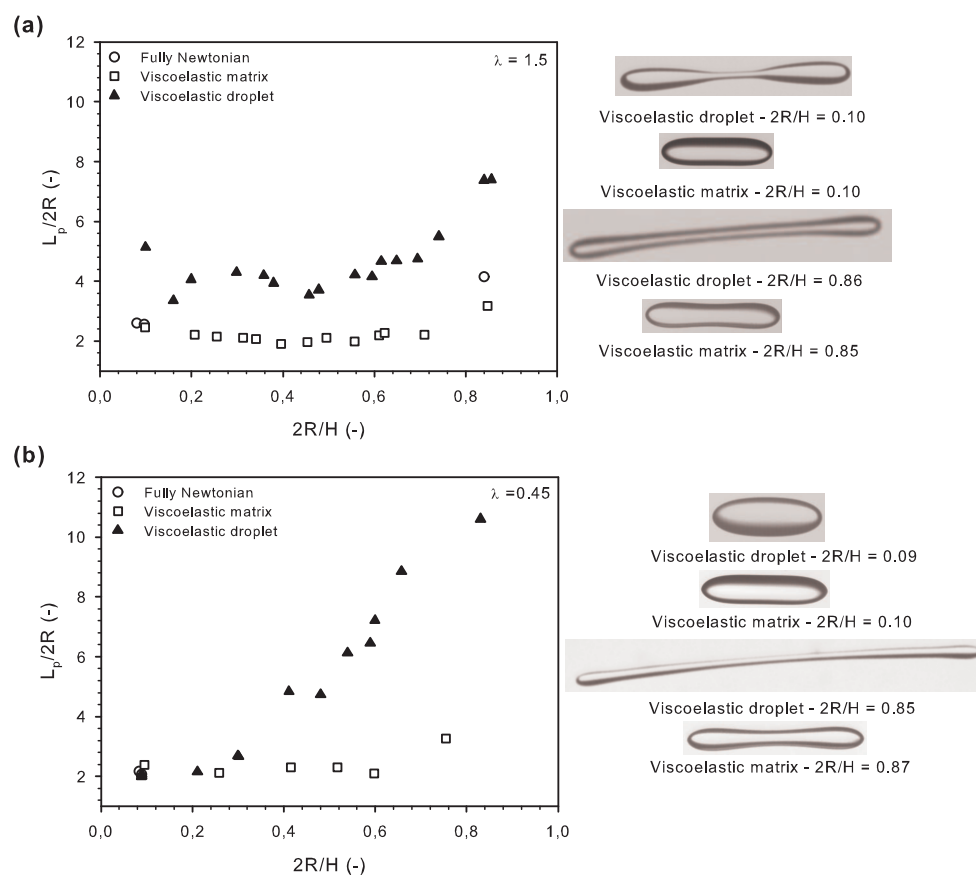 (a)
12
10
8
6
4
2
L_p/2R (-)
Fully Newtonian
Viscoelastic matrix
Viscoelastic droplet
λ = 1.5
0,0 0,2 0,4 0,6 0,8 1,0
2R/H (-)
Viscoelastic droplet - 2R/H = 0.10
Viscoelastic matrix - 2R/H = 0.10
Viscoelastic droplet - 2R/H = 0.86
Viscoelastic matrix - 2R/H = 0.85
(b)
12
10
8
6
4
2
L_p/2R (-)
Fully Newtonian
Viscoelastic matrix
Viscoelastic droplet
λ =0.45
0,0 0,2 0,4 0,6 0,8 1,0
2R/H (-)
Viscoelastic droplet - 2R/H = 0.09
Viscoelastic matrix - 2R/H = 0.10
Viscoelastic droplet - 2R/H = 0.85
Viscoelastic matrix - 2R/H = 0.87